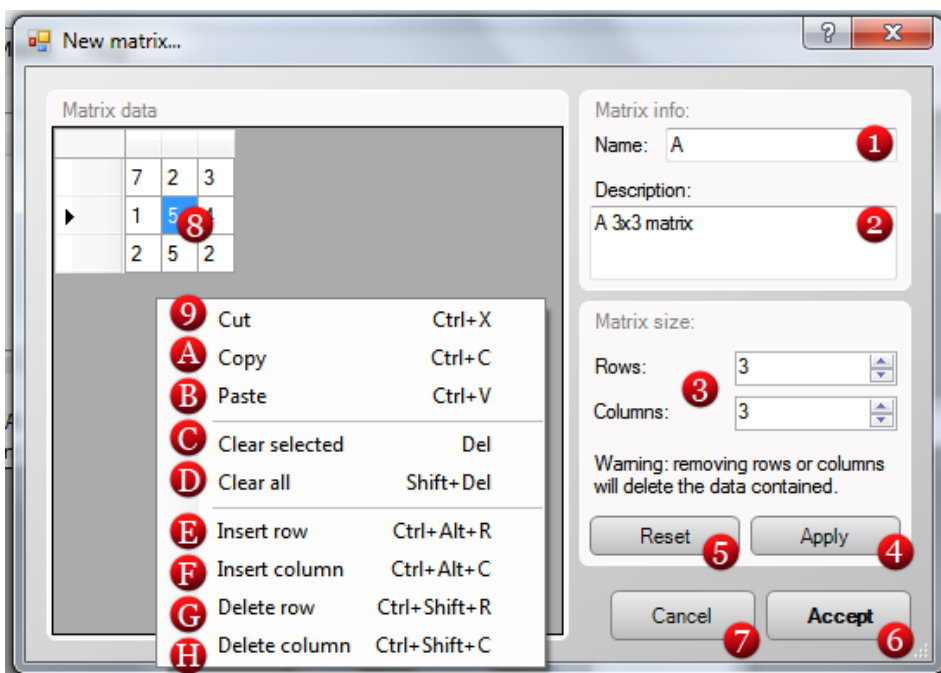 New matrix...
Matrix data
7 2 3
1 5
2 5 2
8
Matrix info:
Name: A 1
Description:
A 3x3 matrix 2
Matrix size:
Rows: 3
3
Columns: 3
Warning: removing rows or columns
will delete the data contained.
Reset 5 Apply 4
Cancel 7 Accept 6
9 Cut Ctrl+X
A Copy Ctrl+C
B Paste Ctrl+V
C Clear selected Del
D Clear all Shift+Del
E Insert row Ctrl+Alt+R
F Insert column Ctrl+Alt+C
G Delete row Ctrl+Shift+R
H Delete column Ctrl+Shift+C